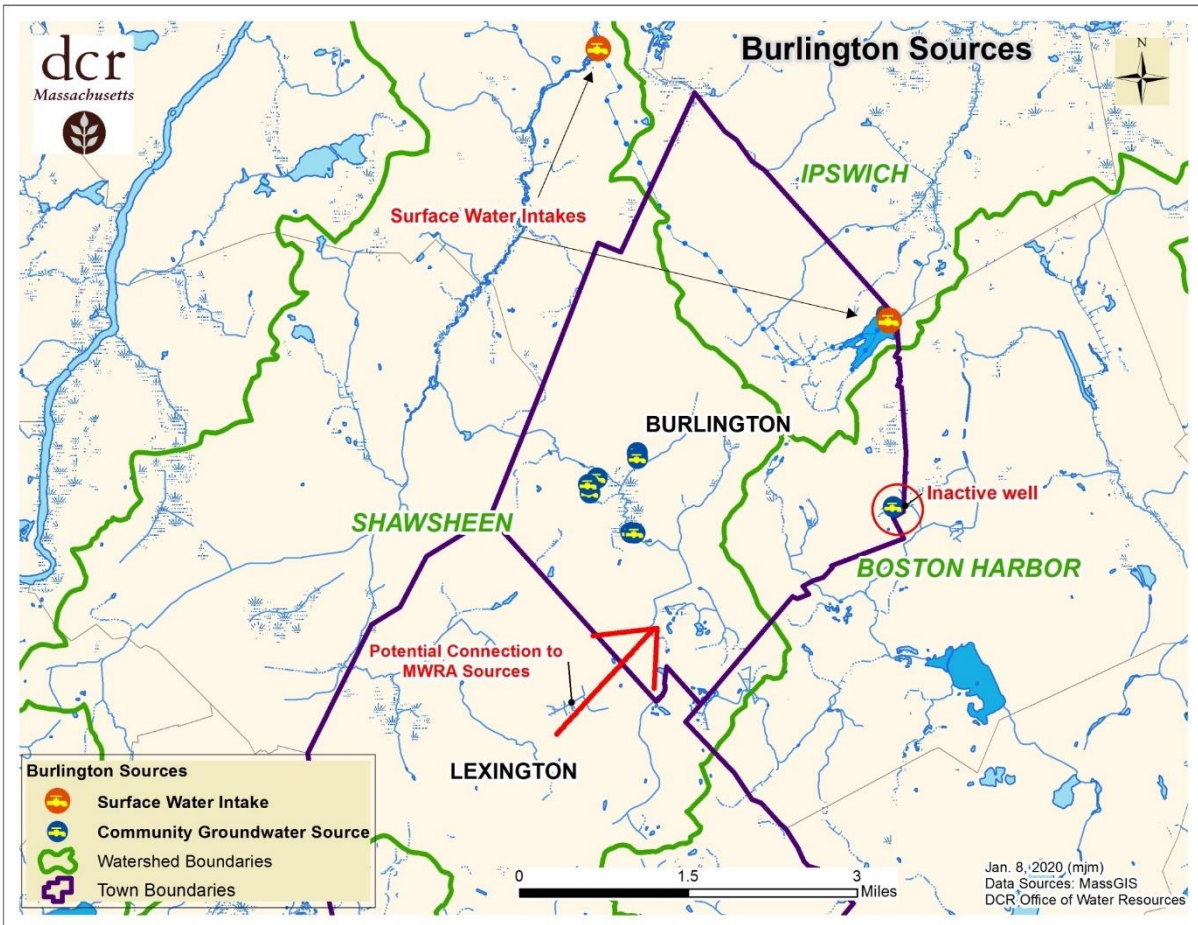 dcr
Massachusetts
Burlington Sources
N
IPSWICH
Surface Water Intakes
BURLINGTON
Inactive well
SHAWSHEEN
BOSTON HARBOR
Potential Connection to
MWRA Sources
LEXINGTON
Burlington Sources
Surface Water Intake
Community Groundwater Source
Watershed Boundaries
Town Boundaries
0 1.5 3
Miles
Jan. 8, 2020 (mjm)
Data Sources: MassGIS
DCR Office of Water Resources